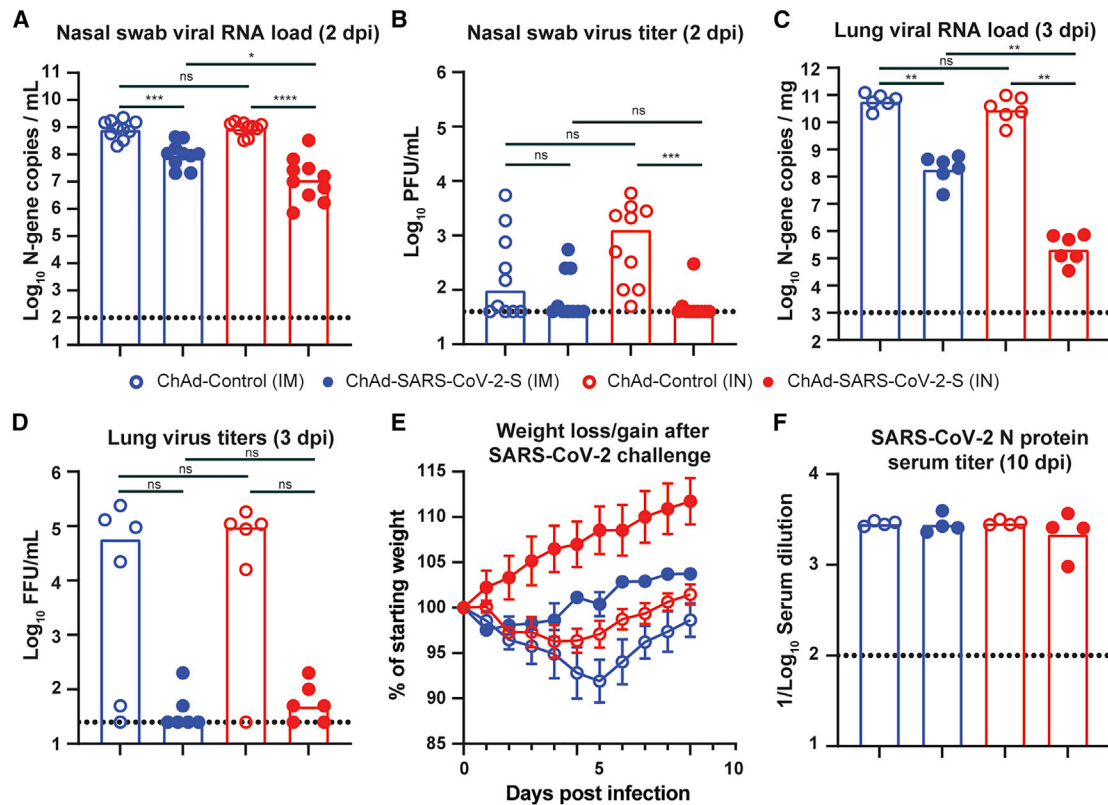 A
Nasal swab viral RNA load (2 dpi)
*
ns
***
****
Log10 N-gene copies / mL
11
10
9
8
7
6
5
4
3
2
1
B
Nasal swab virus titer (2 dpi)
ns
ns
ns
***
Log10 PFU/mL
6
5
4
3
2
1
C
Lung viral RNA load (3 dpi)
**
ns
**
**
Log10 N-gene copies / mg
12
11
10
9
8
7
6
5
4
3
2
ChAd-Control (IM)
ChAd-SARS-CoV-2-S (IM)
ChAd-Control (IN)
ChAd-SARS-CoV-2-S (IN)
D
Lung virus titers (3 dpi)
ns
ns
ns
ns
Log10 FFU/mL
6
5
4
3
2
1
E
Weight loss/gain after
SARS-CoV-2 challenge
% of starting weight
115
110
105
100
95
90
85
0
5
10
Days post infection
F
SARS-CoV-2 N protein
serum titer (10 dpi)
1/Log10 Serum dilution
4
3
2
1